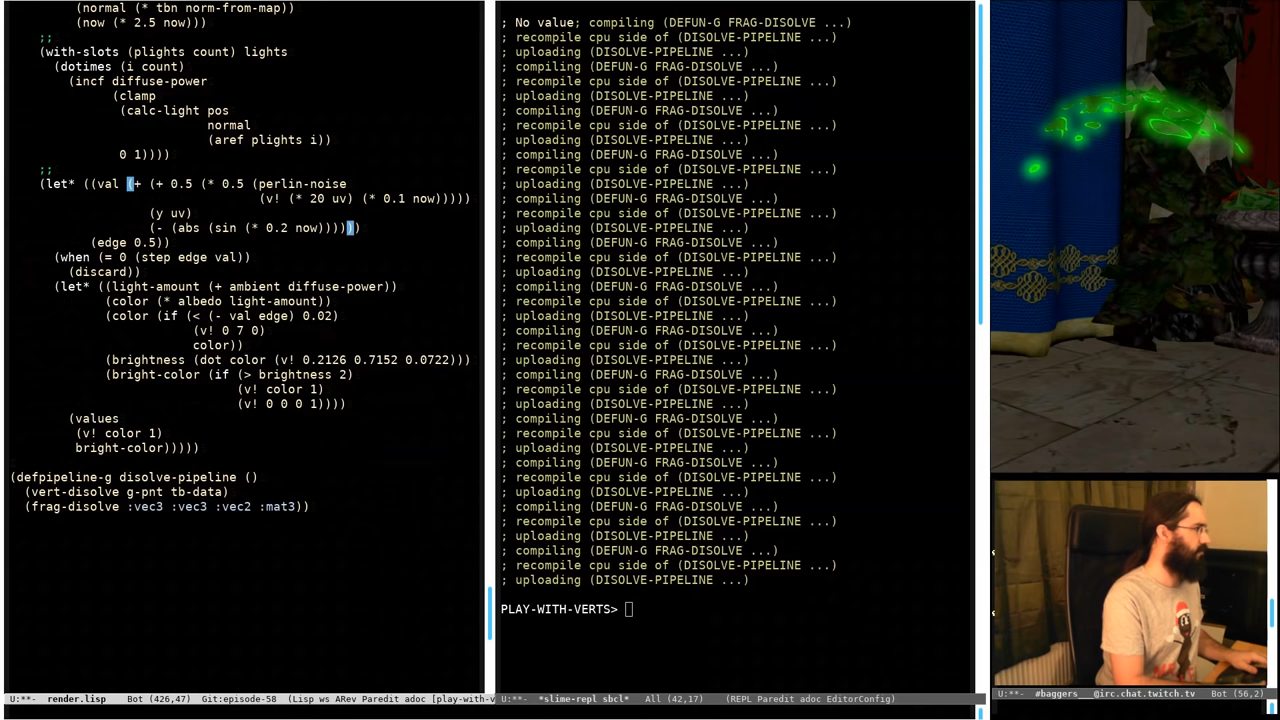 (normal (* tbn norm-from-map))
(now (* 2.5 now)))
;;
(with-slots (plights count) lights
(dotimes (i count)
(incf diffuse-power
(clamp
(calc-light pos
normal
(aref plights i))
0 1))))
;;
(let* ((val (+ (+ 0.5 (* 0.5 (perlin-noise
(v! (* 20 uv) (* 0.1 now)))))
(y uv)
(- (abs (sin (* 0.2 now))))))
(edge 0.5))
(when (= 0 (step edge val))
(discard))
(let* ((light-amount (+ ambient diffuse-power))
(color (* albedo light-amount))
(color (if (< (- val edge) 0.02)
(v! 0 7 0)
color))
(brightness (dot color (v! 0.2126 0.7152 0.0722)))
(bright-color (if (> brightness 2)
(v! color 1)
(v! 0 0 0 1))))
(values
(v! color 1)
bright-color)))))
(defpipeline-g disolve-pipeline ()
(vert-disolve g-pnt tb-data)
(frag-disolve :vec3 :vec3 :vec2 :mat3))
U:**- render.lisp Bot (426,47) Git:episode-58 (Lisp ws ARev Paredit adoc [play-with-v
; No value; compiling (DEFUN-G FRAG-DISOLVE ...)
; recompile cpu side of (DISOLVE-PIPELINE ...)
; uploading (DISOLVE-PIPELINE ...)
; compiling (DEFUN-G FRAG-DISOLVE ...)
; recompile cpu side of (DISOLVE-PIPELINE ...)
; uploading (DISOLVE-PIPELINE ...)
; compiling (DEFUN-G FRAG-DISOLVE ...)
; recompile cpu side of (DISOLVE-PIPELINE ...)
; uploading (DISOLVE-PIPELINE ...)
; compiling (DEFUN-G FRAG-DISOLVE ...)
; recompile cpu side of (DISOLVE-PIPELINE ...)
; uploading (DISOLVE-PIPELINE ...)
; compiling (DEFUN-G FRAG-DISOLVE ...)
; recompile cpu side of (DISOLVE-PIPELINE ...)
; uploading (DISOLVE-PIPELINE ...)
; compiling (DEFUN-G FRAG-DISOLVE ...)
; recompile cpu side of (DISOLVE-PIPELINE ...)
; uploading (DISOLVE-PIPELINE ...)
; compiling (DEFUN-G FRAG-DISOLVE ...)
; recompile cpu side of (DISOLVE-PIPELINE ...)
; uploading (DISOLVE-PIPELINE ...)
; compiling (DEFUN-G FRAG-DISOLVE ...)
; recompile cpu side of (DISOLVE-PIPELINE ...)
; uploading (DISOLVE-PIPELINE ...)
; compiling (DEFUN-G FRAG-DISOLVE ...)
; recompile cpu side of (DISOLVE-PIPELINE ...)
; uploading (DISOLVE-PIPELINE ...)
; compiling (DEFUN-G FRAG-DISOLVE ...)
; recompile cpu side of (DISOLVE-PIPELINE ...)
; uploading (DISOLVE-PIPELINE ...)
; compiling (DEFUN-G FRAG-DISOLVE ...)
; recompile cpu side of (DISOLVE-PIPELINE ...)
; uploading (DISOLVE-PIPELINE ...)
; compiling (DEFUN-G FRAG-DISOLVE ...)
; recompile cpu side of (DISOLVE-PIPELINE ...)
; uploading (DISOLVE-PIPELINE ...)
; compiling (DEFUN-G FRAG-DISOLVE ...)
; recompile cpu side of (DISOLVE-PIPELINE ...)
; uploading (DISOLVE-PIPELINE ...)
PLAY-WITH-VERTS>
U:**- *slime-repl sbcl* All (42,17) (REPL Paredit adoc EditorConfig)
U:**- #baggers___@irc.chat.twitch.tv Bot (56,2)